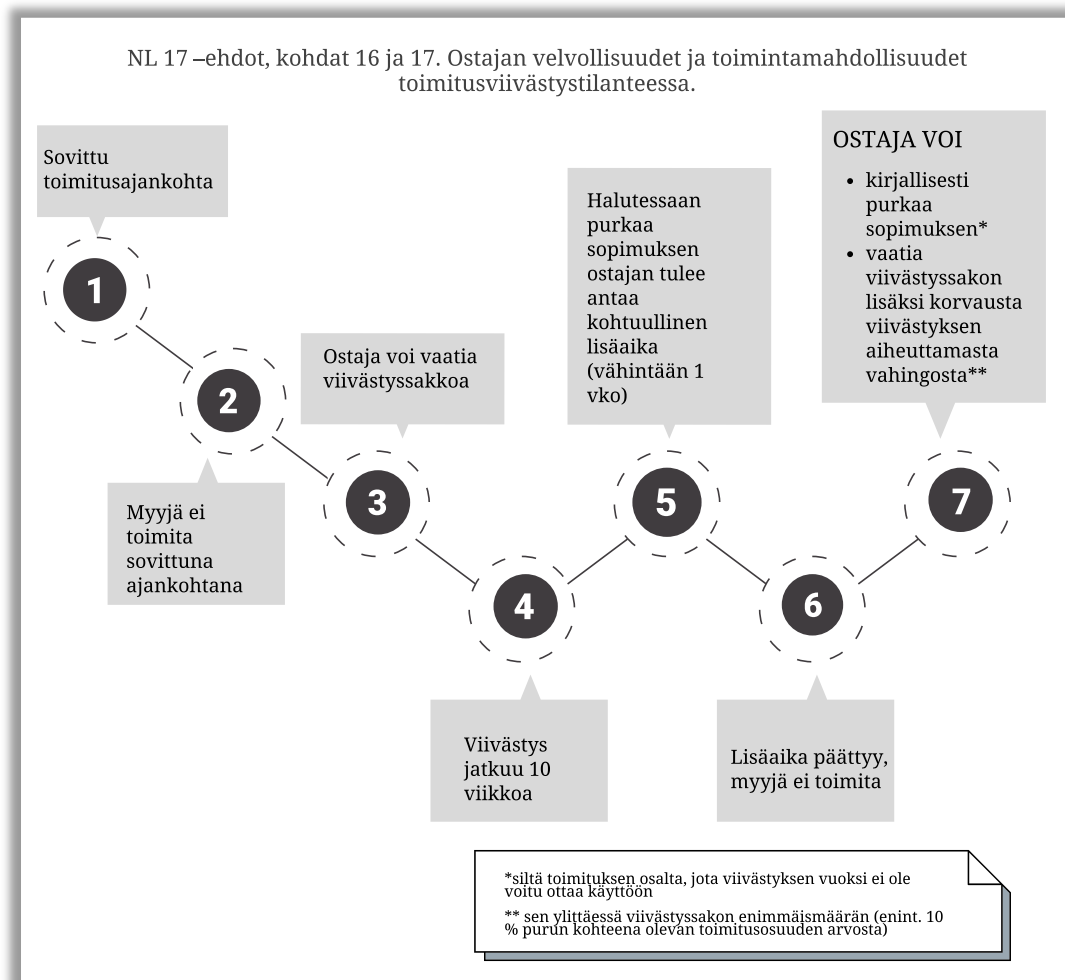 NL 17 –ehdot, kohdat 16 ja 17. Ostajan velvollisuudet ja toimintamahdollisuudet
toimitusviivästystilanteessa.
Sovittu
toimitusajankohta
1
2
Myyjä ei
toimita
sovittuna
ajankohtana
Ostaja voi vaatia
viivästyssakkoa
3
4
Viivästys
jatkuu 10
viikkoa
Halutessaan
purkaa
sopimuksen
ostajan tulee
antaa
kohtuullinen
lisäaika
(vähintään 1
vko)
5
6
Lisäaika päättyy,
myyjä ei toimita
OSTAJA VOI
• kirjallisesti
purkaa
sopimuksen*
• vaatia
viivästyssakon
lisäksi korvausta
viivästyksen
aiheuttamasta
vahingosta**
7
*siltä toimituksen osalta, jota viivästyksen vuoksi ei ole
voitu ottaa käyttöön
** sen ylittäessä viivästyssakon enimmäismäärän (enint. 10
% purun kohteena olevan toimitusosuuden arvosta)